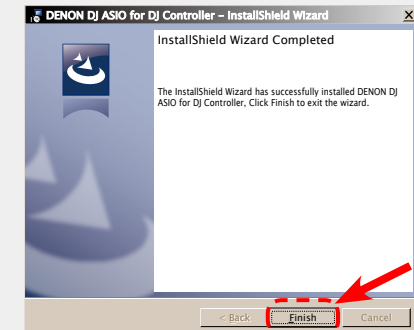 DENON DJ ASIO for DJ Controller – InstallShield Wizard
InstallShield Wizard Completed
The InstallShield Wizard has successfully installed DENON DJ
ASIO for DJ Controller, Click Finish to exit the wizard.
< Back Finish Cancel